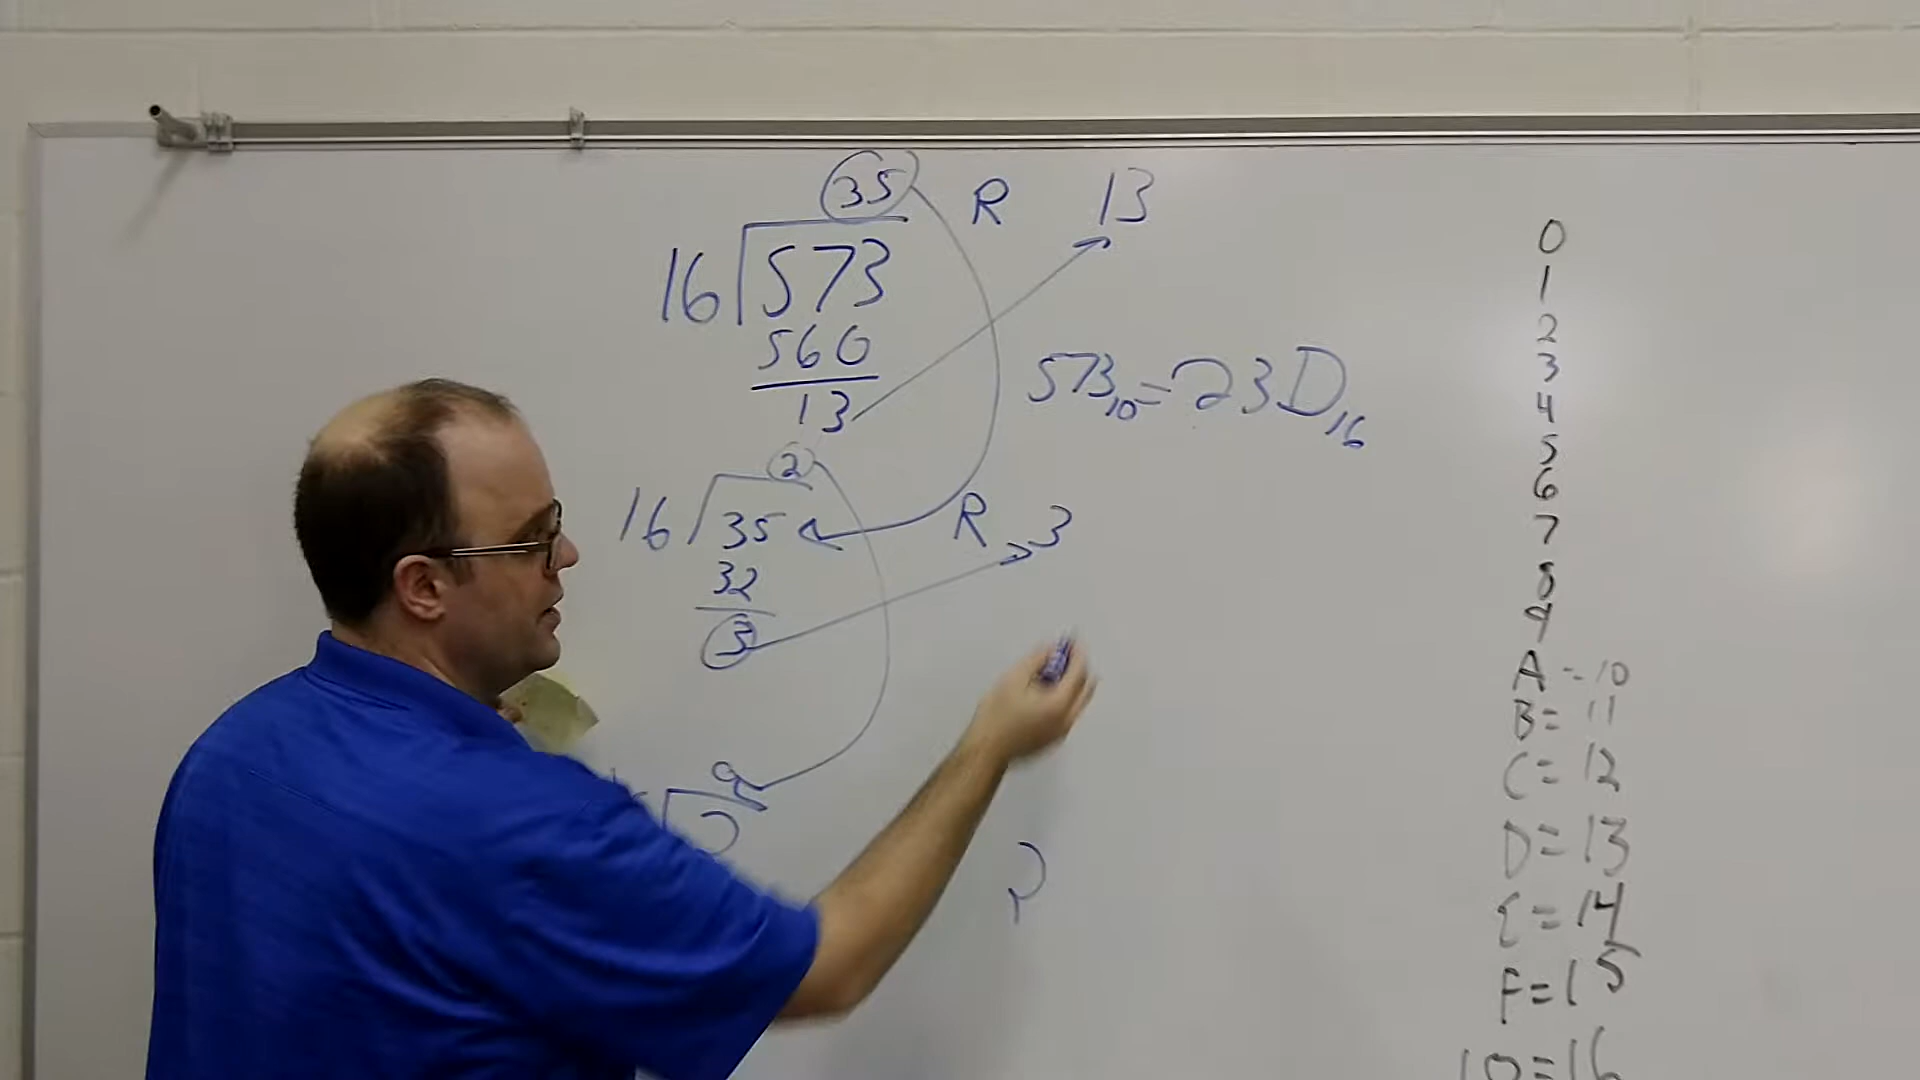 35 R 13
16 573
560
13
573₁₀ = 23D₁₆
2
16 35 R 3
32
3
0
1
2
3
4
5
6
7
8
9
A = 10
B = 11
C = 12
D = 13
E = 14
F = 15
10 = 16